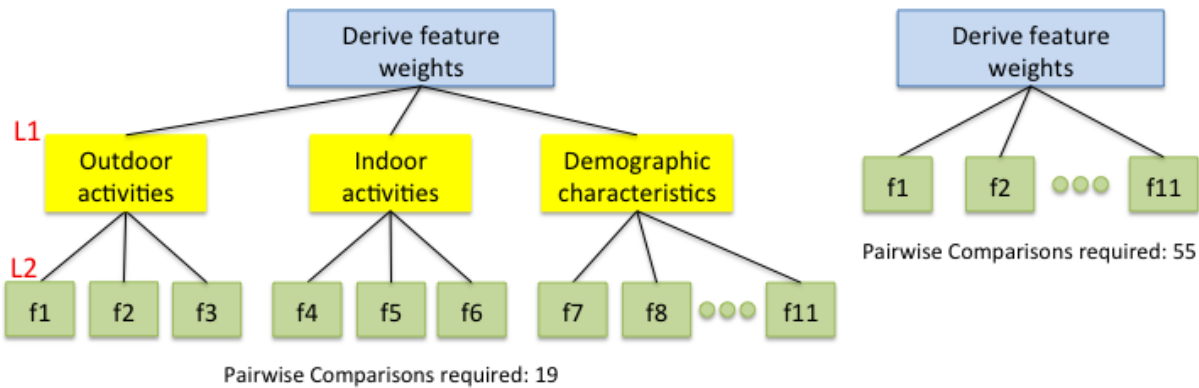 Derive feature
weights
L1
Outdoor
activities
Indoor
activities
Demographic
characteristics
L2
f1
f2
f3
f4
f5
f6
f7
f8
f11
Pairwise Comparisons required: 19
Derive feature
weights
f1
f2
f11
Pairwise Comparisons required: 55